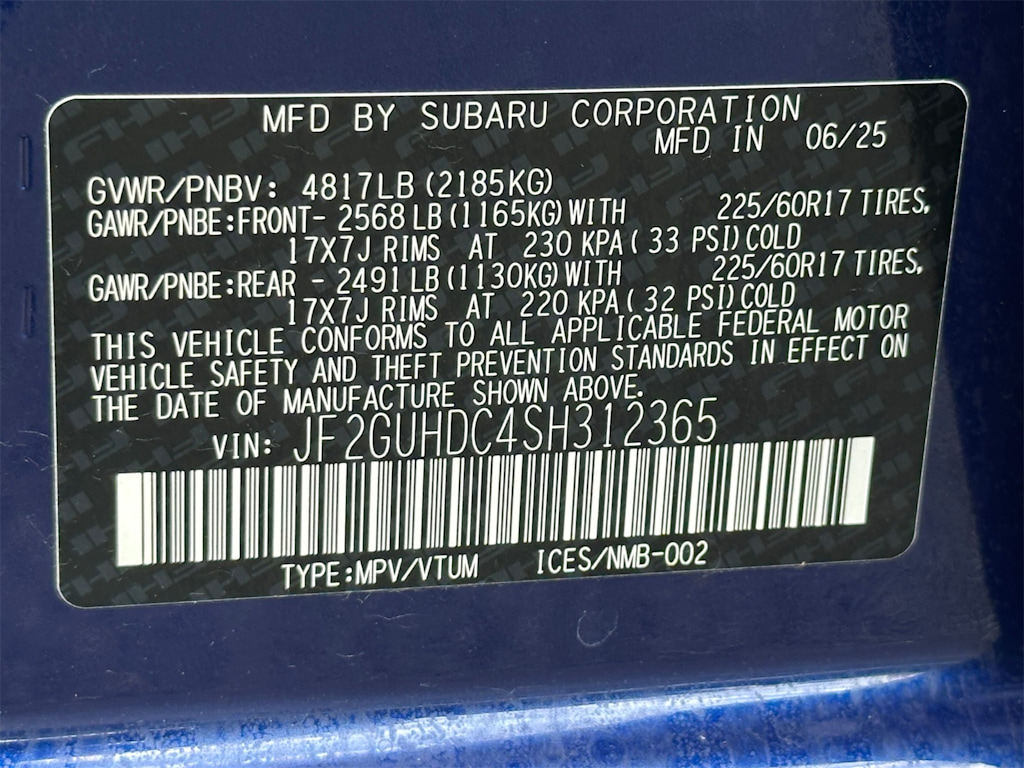 MFD BY SUBARU CORPORATION
MFD IN 06/25
GVWR/PNBV: 4817LB (2185KG)
GAWR/PNBE:FRONT- 2568 LB (1165KG) WITH 225/60R17 TIRES,
17X7J RIMS AT 230 KPA ( 33 PSI) COLD
GAWR/PNBE:REAR - 2491 LB (1130KG) WITH 225/60R17 TIRES,
17X7J RIMS AT 220 KPA ( 32 PSI) COLD
THIS VEHICLE CONFORMS TO ALL APPLICABLE FEDERAL MOTOR
VEHICLE SAFETY AND THEFT PREVENTION STANDARDS IN EFFECT ON
THE DATE OF MANUFACTURE SHOWN ABOVE.
VIN: JF2GUHDC4SH312365
TYPE:MPV/VTUM ICES/NMB-002